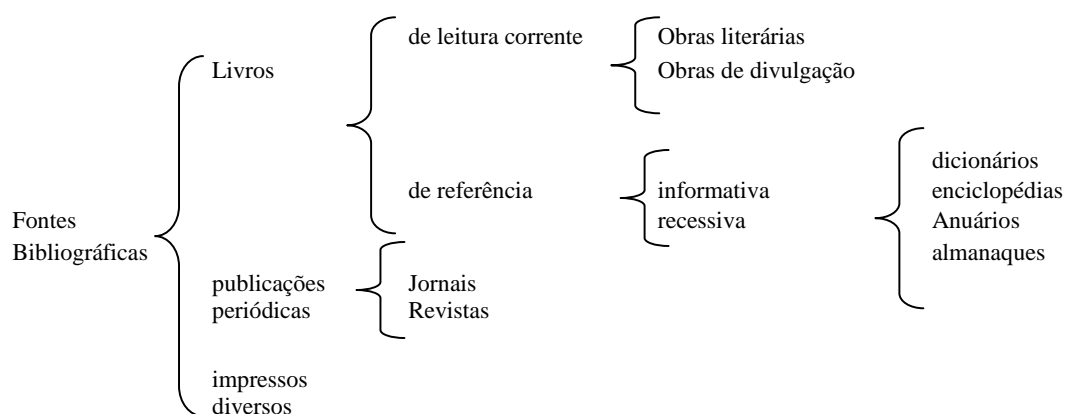 Fontes
Bibliográficas
Livros
de leitura corrente
Obras literárias
Obras de divulgação
de referência
informativa
recessiva
dicionários
enciclopédias
Anuários
almanaques
publicações
periódicas
Jornais
Revistas
impressos
diversos